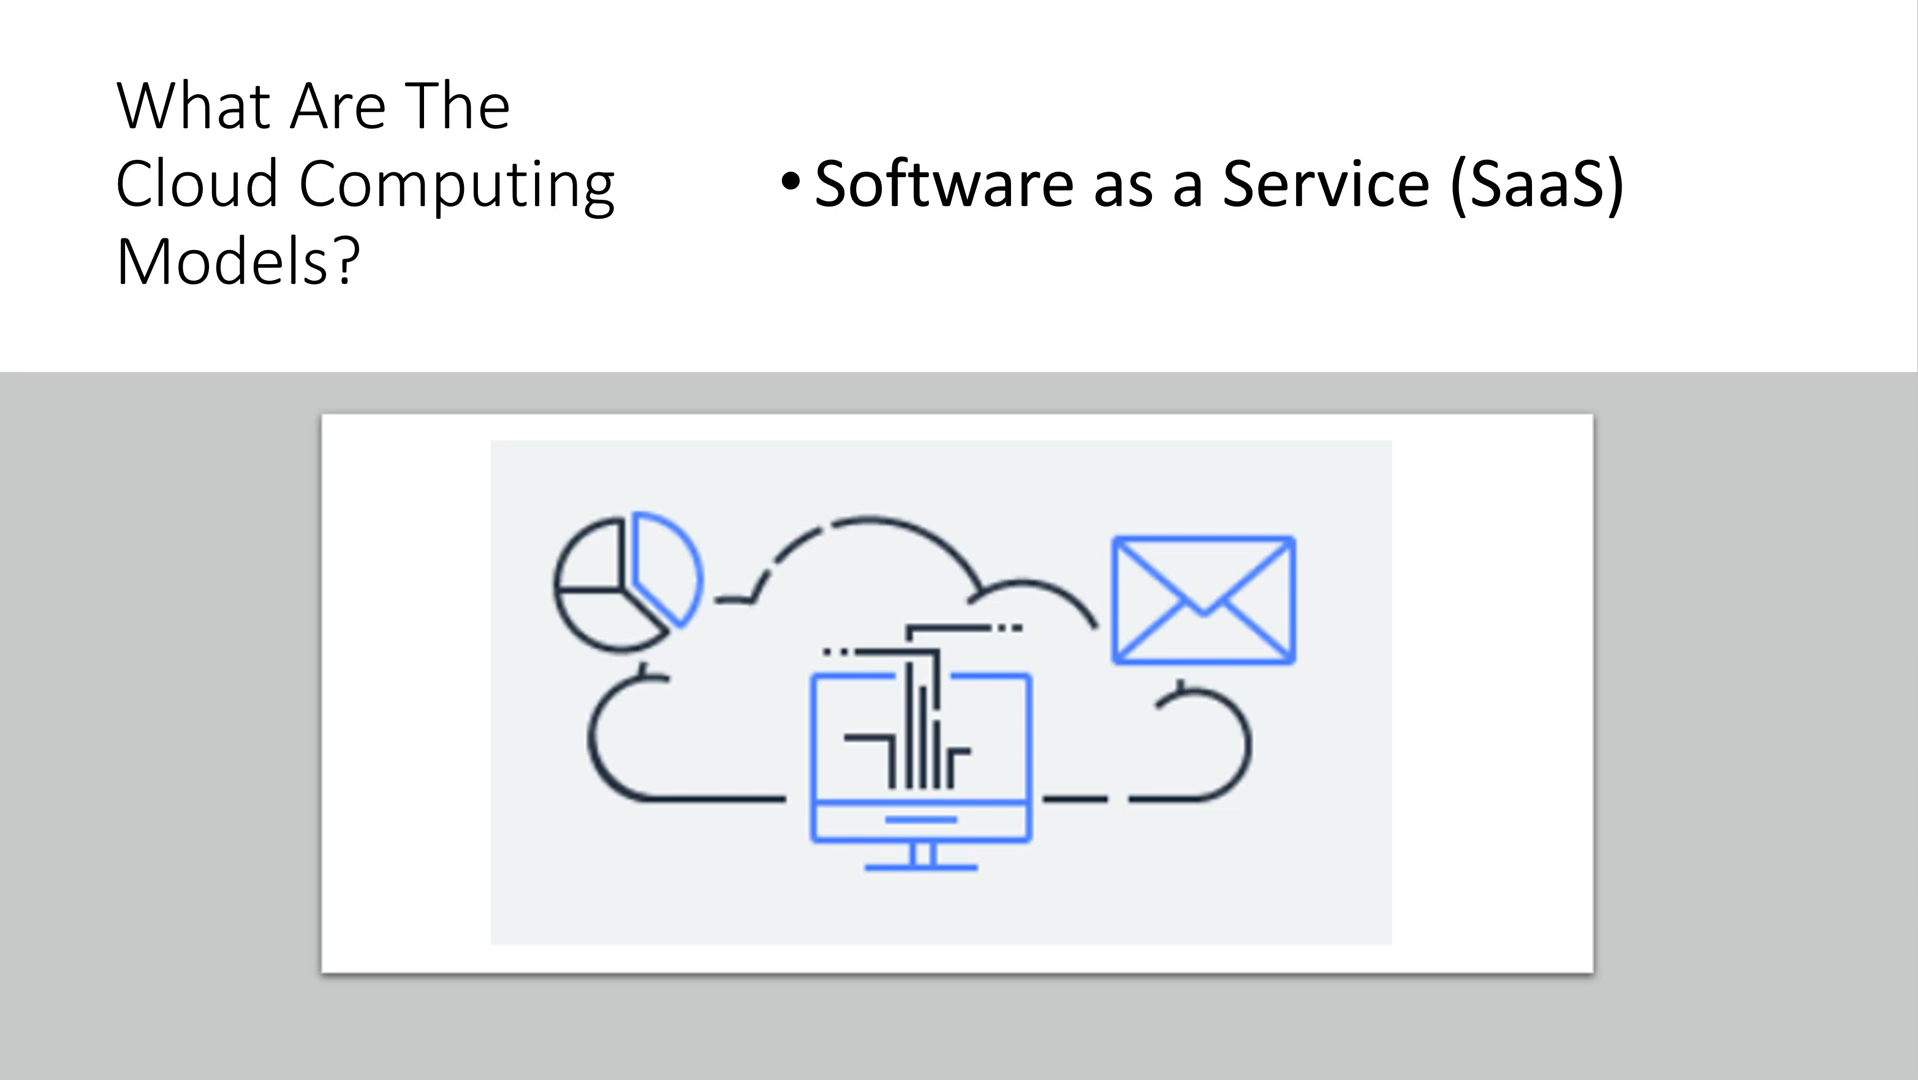 What Are The
Cloud Computing
Models?
• Software as a Service (SaaS)